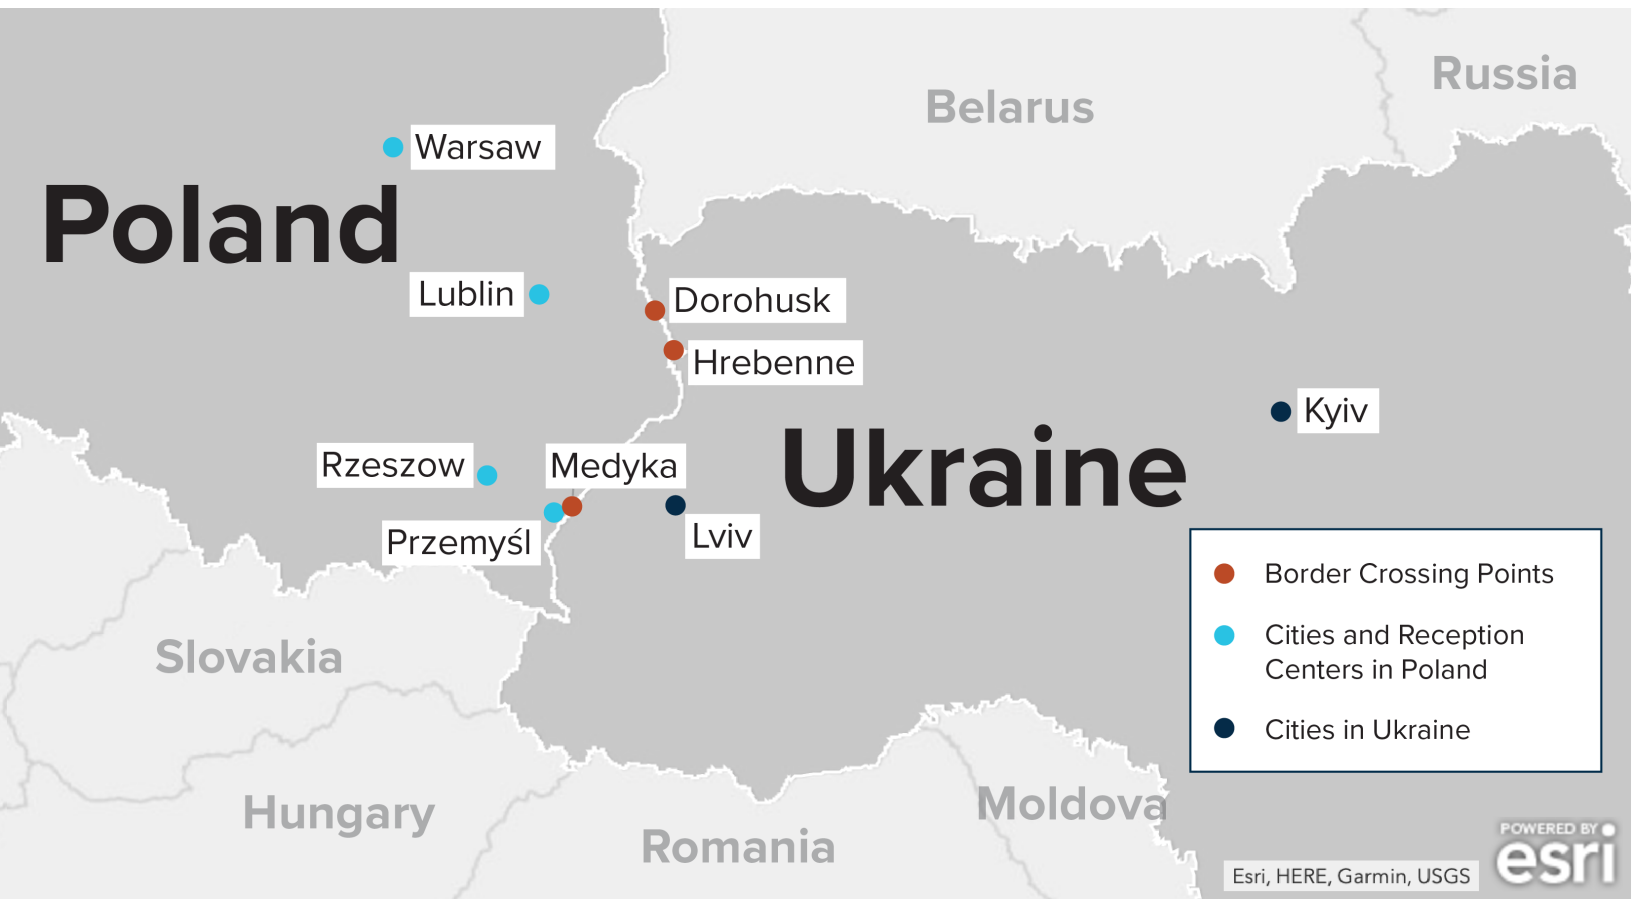 Russia
Belarus
Warsaw
Poland
Lublin
Dorohusk
Hrebenne
Kyiv
Rzeszow
Medyka
Ukraine
Przemyśl
Lviv
Border Crossing Points
Cities and Reception
Centers in Poland
Cities in Ukraine
Slovakia
Hungary
Romania
Moldova
POWERED BY
esri
Esri, HERE, Garmin, USGS